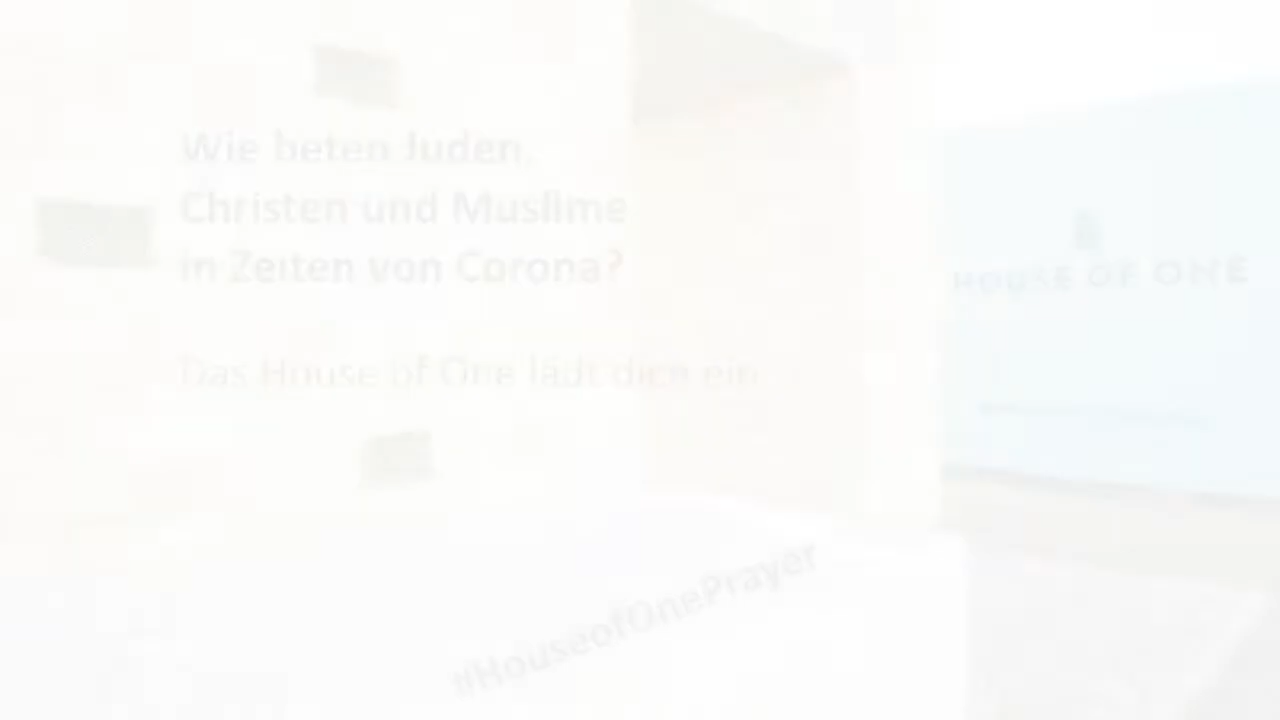 Wie beten Juden,
Christen und Muslime
in Zeiten von Corona?
Das House of One lädt dich ein
HOUSE OF ONE
#HouseofOnePrayer